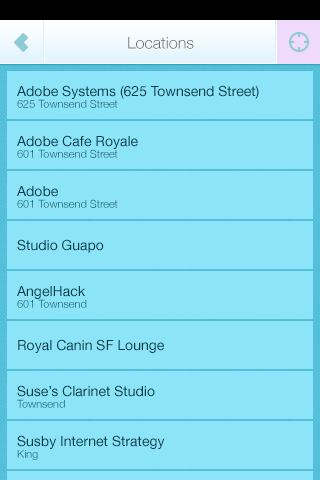 Locations
Adobe Systems (625 Townsend Street)
625 Townsend Street
Adobe Cafe Royale
601 Townsend Street
Adobe
601 Townsend Street
Studio Guapo
AngelHack
601 Townsend
Royal Canin SF Lounge
Suse's Clarinet Studio
Townsend
Susby Internet Strategy
King